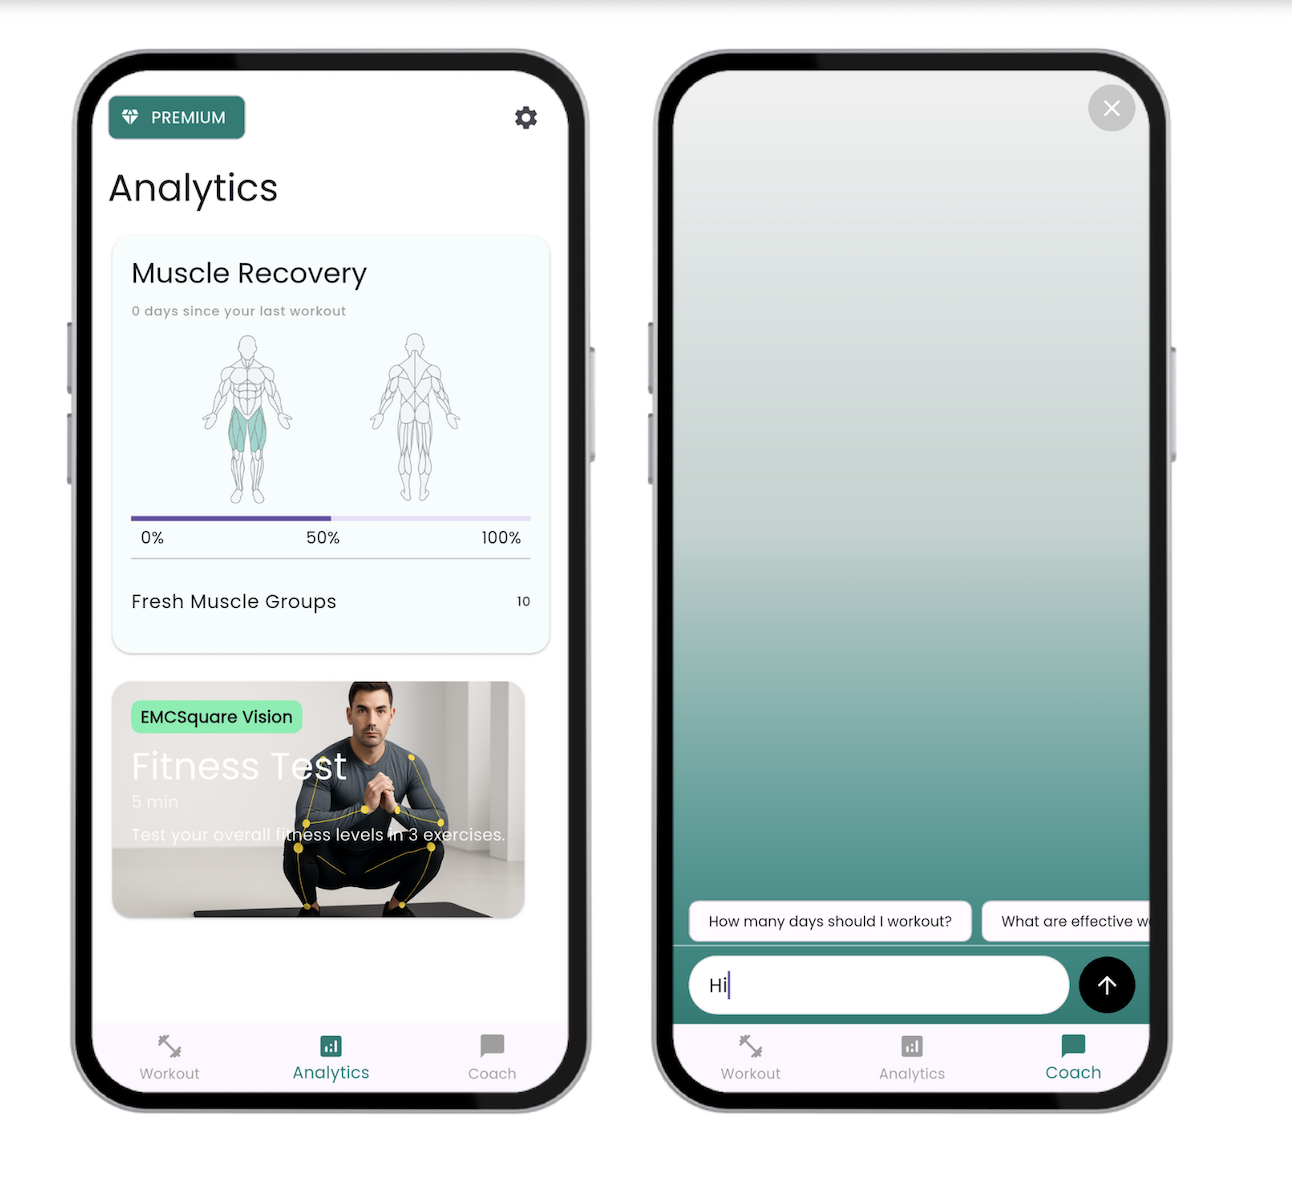 PREMIUM
Analytics
Muscle Recovery
0 days since your last workout
0% 50% 100%
Fresh Muscle Groups 10
EMCSquare Vision
Fitness Test
5 min
Test your overall fitness levels in 3 exercises.
Workout Analytics Coach
How many days should I workout? What are effective w
Hi
Workout Analytics Coach